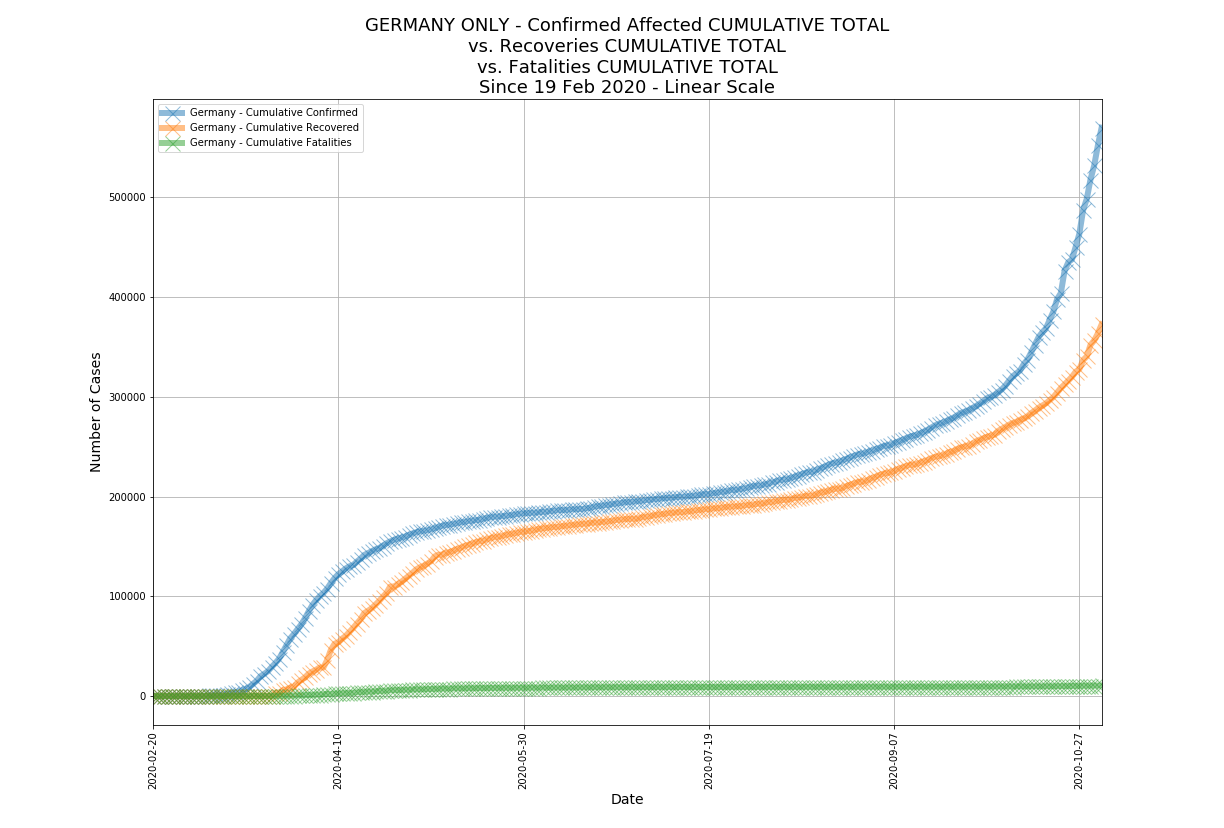 GERMANY ONLY - Confirmed Affected CUMULATIVE TOTAL
vs. Recoveries CUMULATIVE TOTAL
vs. Fatalities CUMULATIVE TOTAL
Since 19 Feb 2020 - Linear Scale
Germany - Cumulative Confirmed
Germany - Cumulative Recovered
Germany - Cumulative Fatalities
Number of Cases
500000
400000
300000
200000
100000
0
2020-02-20
2020-04-10
2020-05-30
2020-07-19
2020-09-07
2020-10-27
Date